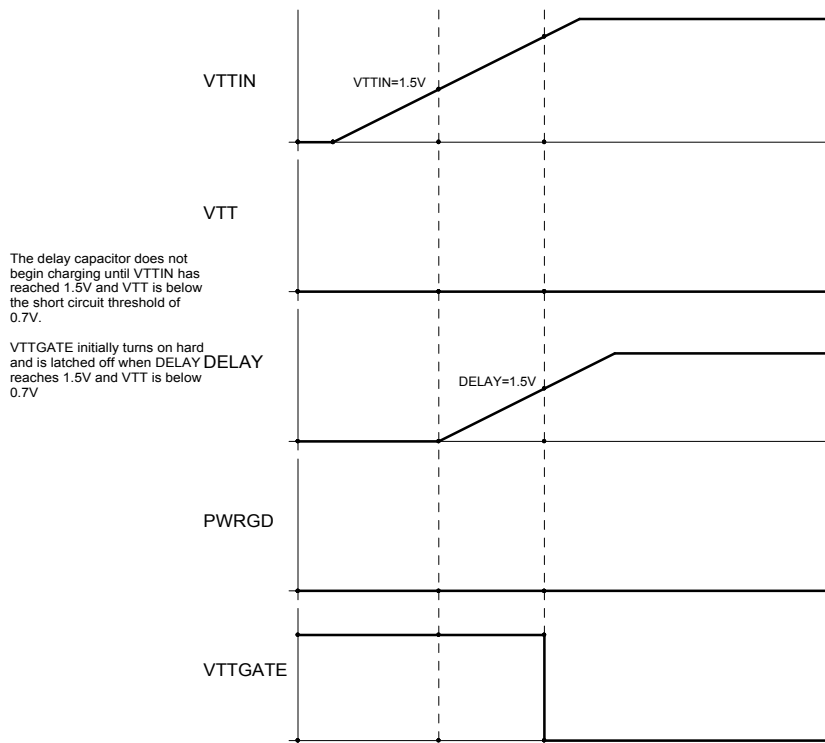 VTTIN
VTTIN=1.5V
VTT
The delay capacitor does not
begin charging until VTTIN has
reached 1.5V and VTT is below
the short circuit threshold of
0.7V.
VTTGATE initially turns on hard
and is latched off when DELAY
reaches 1.5V and VTT is below
0.7V
DELAY
DELAY=1.5V
PWRGD
VTTGATE